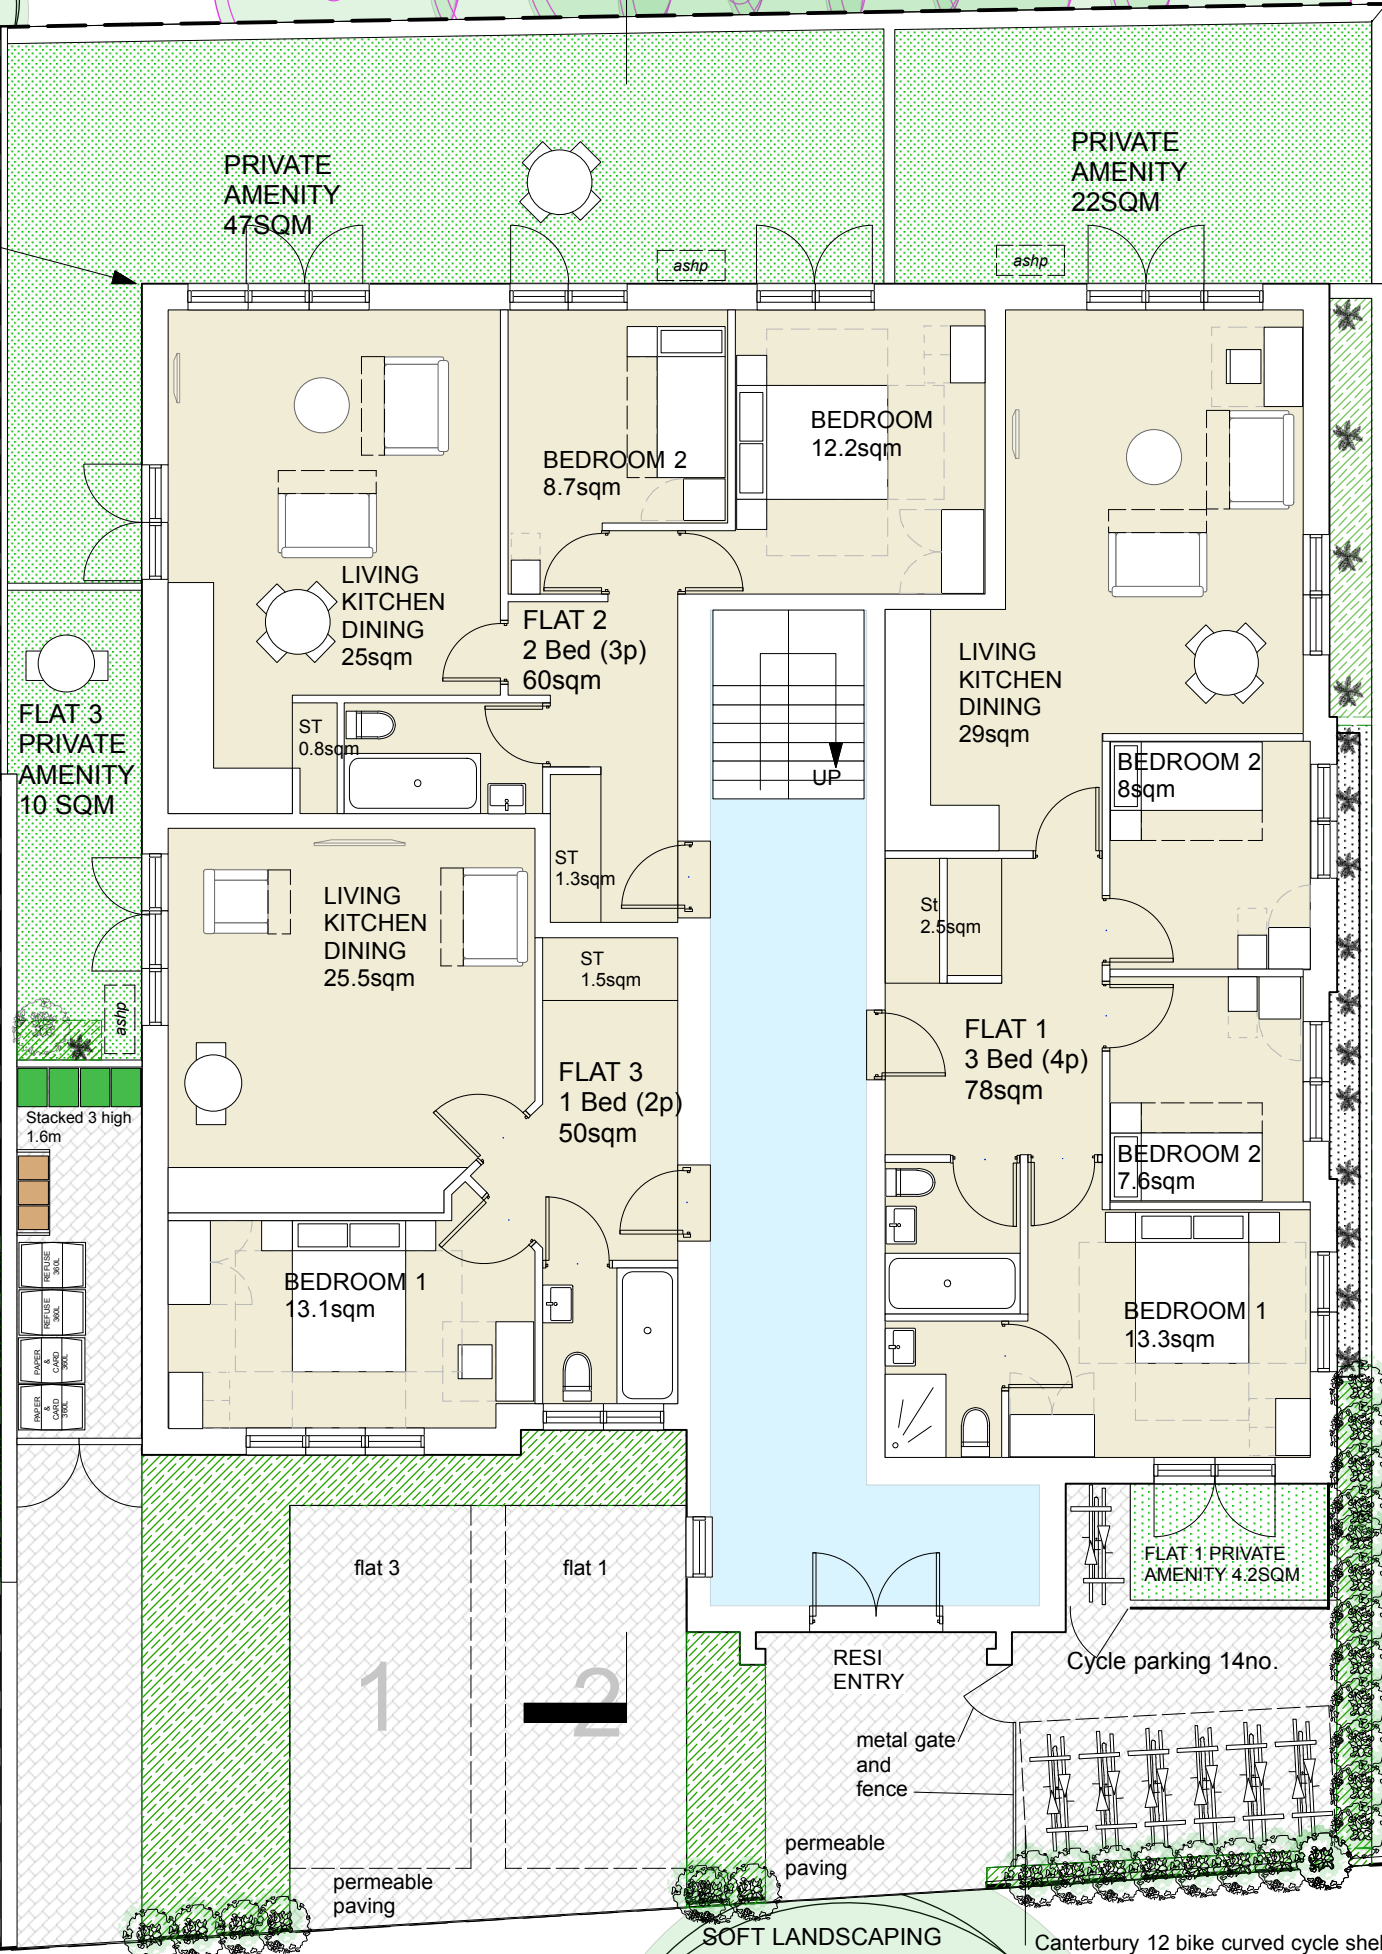 PRIVATE
AMENITY
47SQM
PRIVATE
AMENITY
22SQM
ashp
ashp
BEDROOM
12.2sqm
BEDROOM 2
8.7sqm
LIVING
KITCHEN
DINING
25sqm
FLAT 2
2 Bed (3p)
60sqm
LIVING
KITCHEN
DINING
29sqm
FLAT 3
PRIVATE
AMENITY
10 SQM
ST
0.8sqm
UP
BEDROOM 2
8sqm
ST
1.3sqm
LIVING
KITCHEN
DINING
25.5sqm
St
2.5sqm
ST
1.5sqm
ashp
FLAT 1
3 Bed (4p)
78sqm
FLAT 3
1 Bed (2p)
50sqm
Stacked 3 high
1.6m
BEDROOM 2
7.6sqm
REFUSE
360L
REFUSE
360L
PAPER
&
CARD
360L
PAPER
&
CARD
360L
BEDROOM 1
13.1sqm
BEDROOM 1
13.3sqm
flat 3
flat 1
FLAT 1 PRIVATE
AMENITY 4.2SQM
1
2
RESI
ENTRY
Cycle parking 14no.
metal gate
and
fence
permeable
paving
permeable
paving
SOFT LANDSCAPING
Canterbury 12 bike curved cycle shel